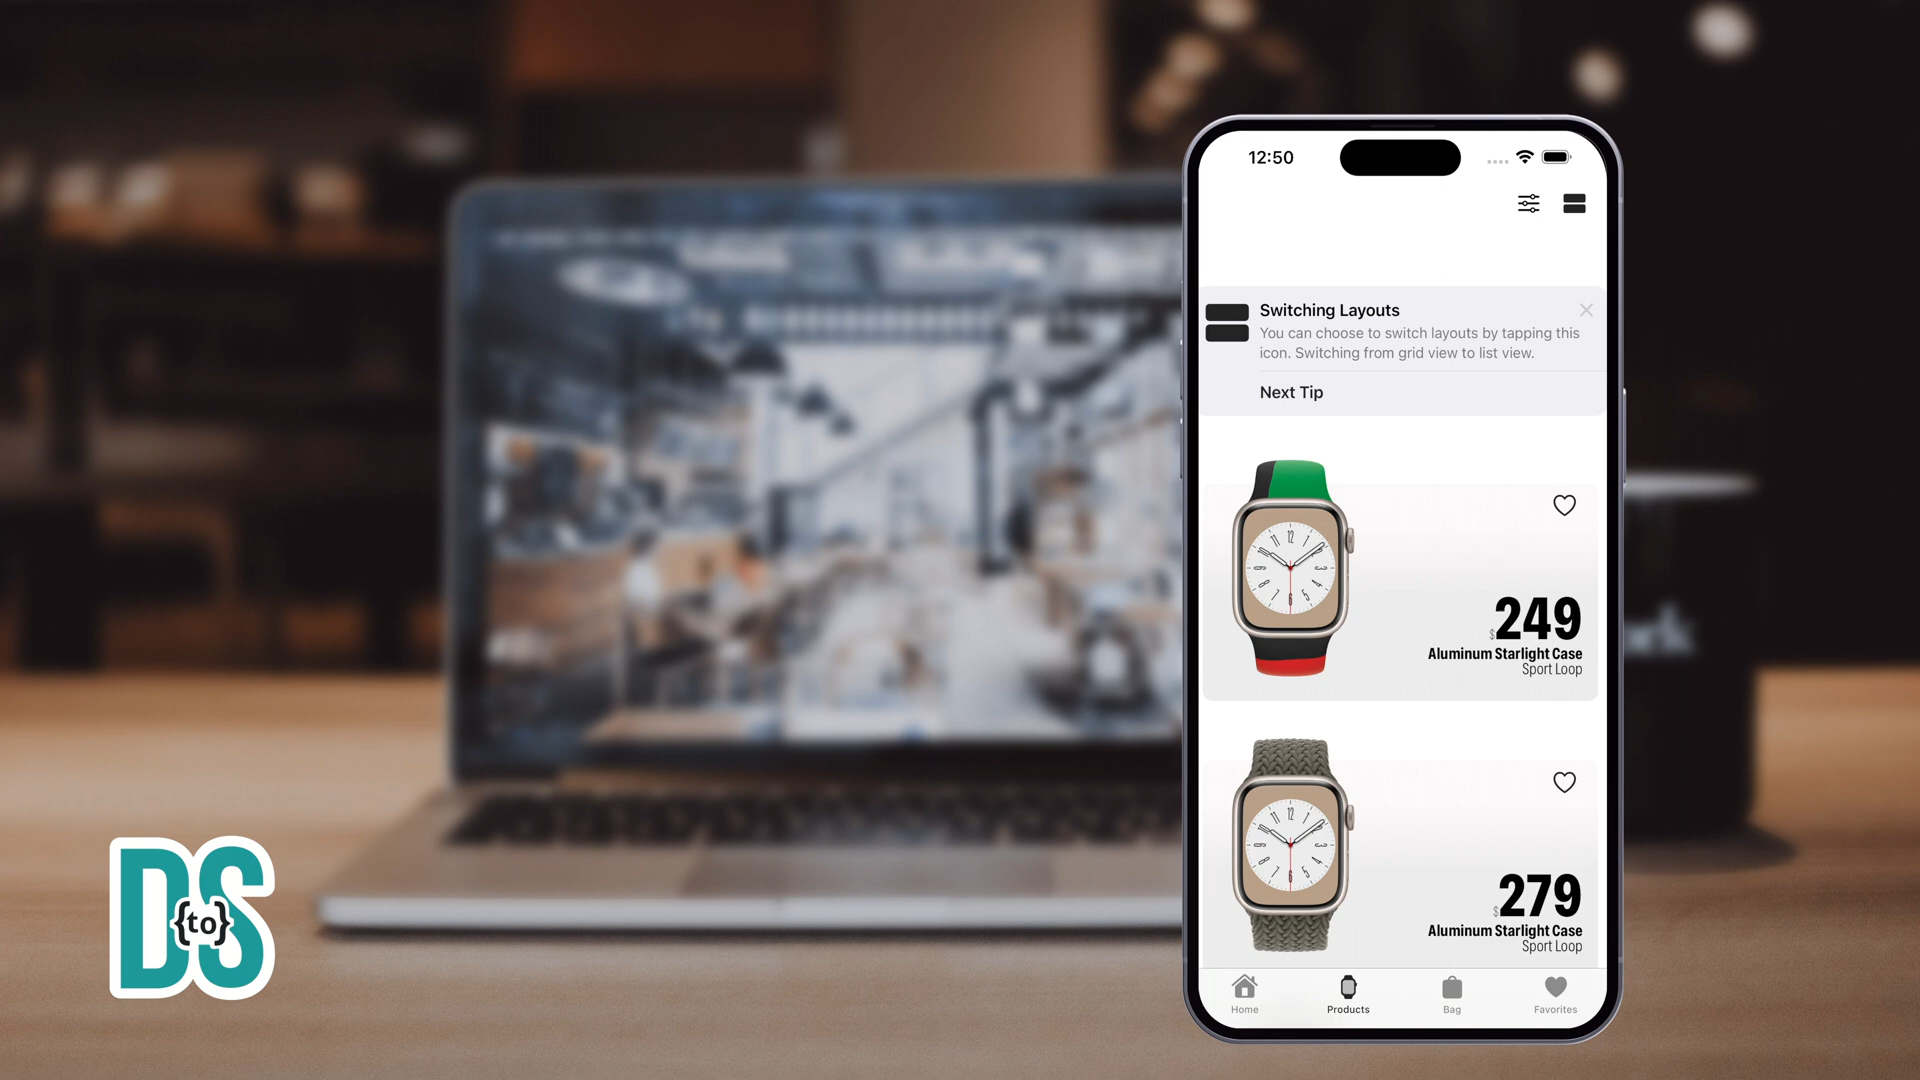 12:50
Switching Layouts
You can choose to switch layouts by tapping this
icon. Switching from grid view to list view.
Next Tip
$249
Aluminum Starlight Case
Sport Loop
$279
Aluminum Starlight Case
Sport Loop
Home
Products
Bag
Favorites
D{to}S